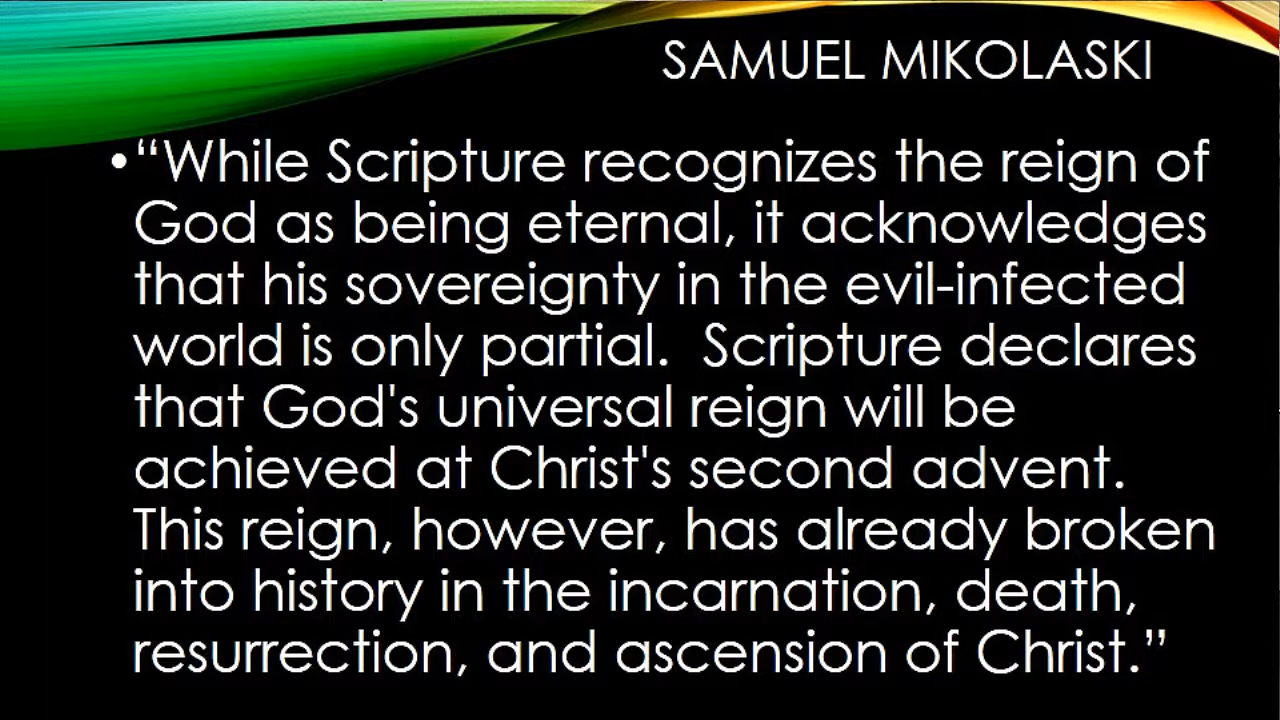 SAMUEL MIKOLASKI
•“While Scripture recognizes the reign of
God as being eternal, it acknowledges
that his sovereignty in the evil-infected
world is only partial.  Scripture declares
that God's universal reign will be
achieved at Christ's second advent.
This reign, however, has already broken
into history in the incarnation, death,
resurrection, and ascension of Christ.”